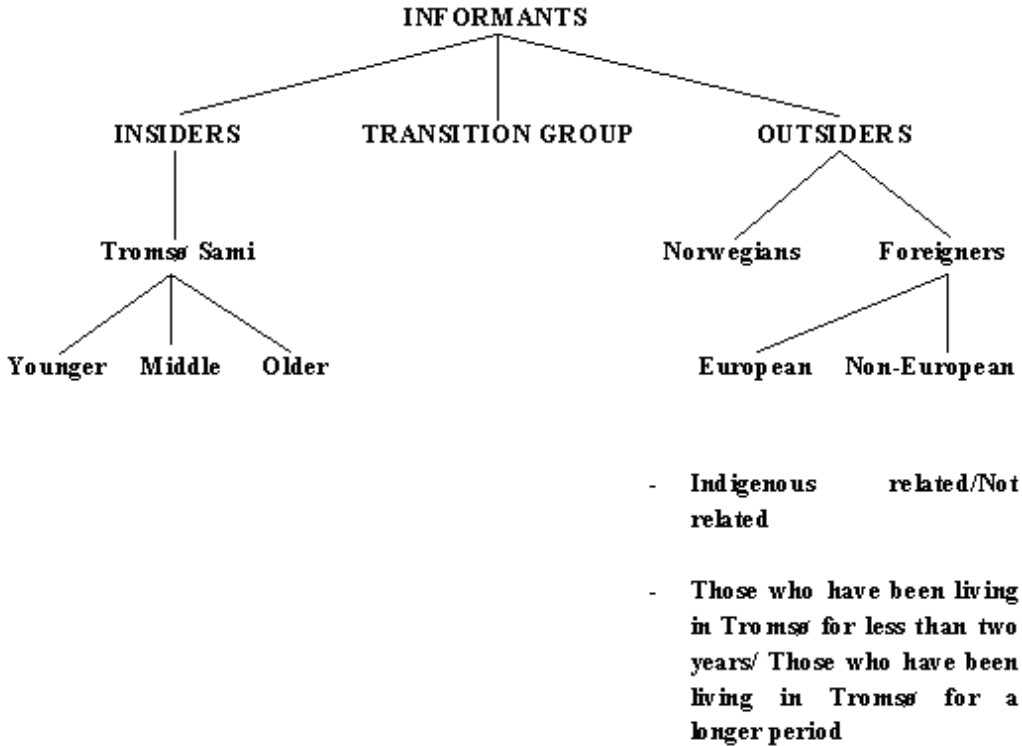 INFORMANTS
INSIDERS TRANSITION GROUP OUTSIDERS
Tromsø Sami Norwegians Foreigners
Younger Middle Older European Non-European
- Indigenous related/Not
related
- Those who have been living
in Tromsø for less than two
years/ Those who have been
living in Tromsø for a
longer period